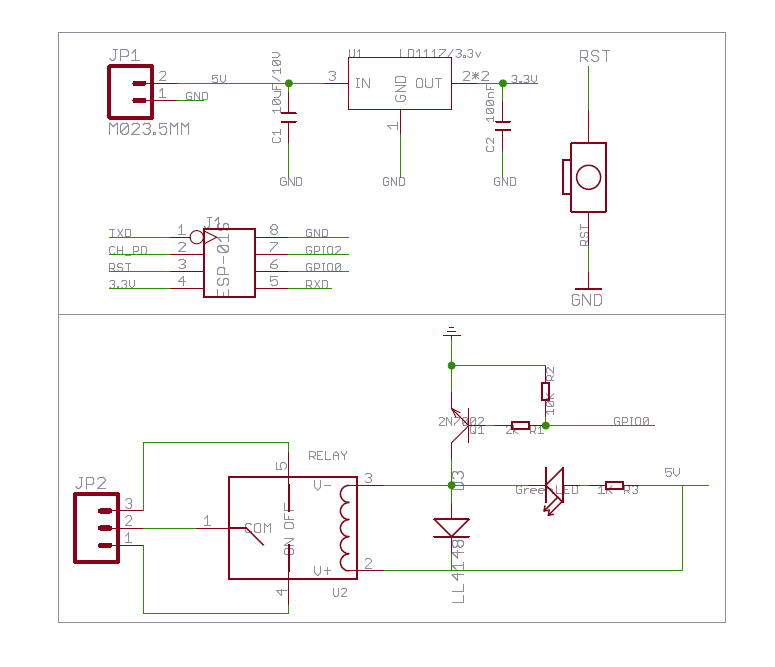 JP1
2
1
5V
GND
M023.5MM
C1 10uF/10V
GND
U1
LD111Z/3.3v
3
IN
GND
OUT
2*2
3.3V
1
GND
C2 100nF
GND
RST
RST
GND
J1
ESP-01S
TXD
1
8
GND
CH_PD
2
7
GPIO2
RST
3
6
GPIO0
3.3V
4
5
RXD
R2
10K
2N7002
Q1
2K R1
GPIO0
RELAY
5
V-
3
D3
5V
Green LED
1K R3
JP2
3
2
1
1
COM
ON OFF
V+
2
4
U2
LL4148